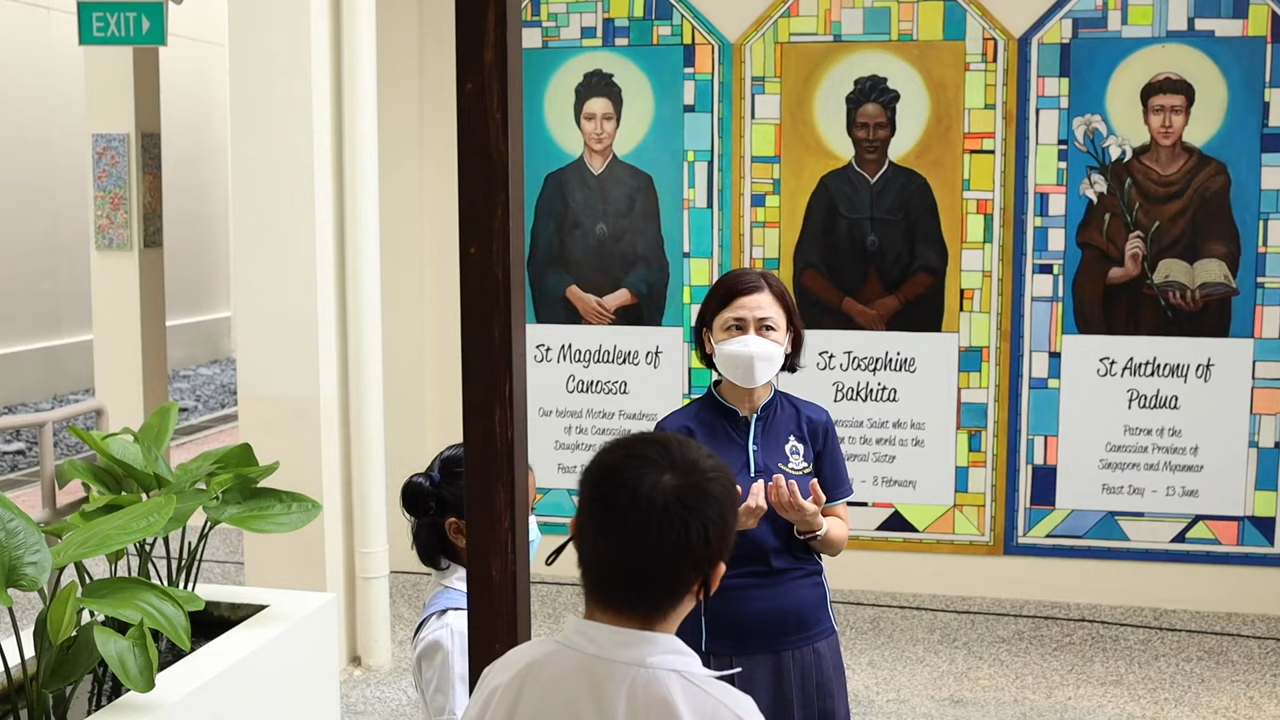 EXIT
St Magdalene of
Canossa
Our beloved Mother Foundress
of the Canossian
Daughters
Feast
St Josephine
Bakhita
Saint who has
to the world as the
Sister
- 8 February
St Anthony of
Padua
Patron of the
Canossian Province of
Singapore and Myanmar
Feast Day - 13 June